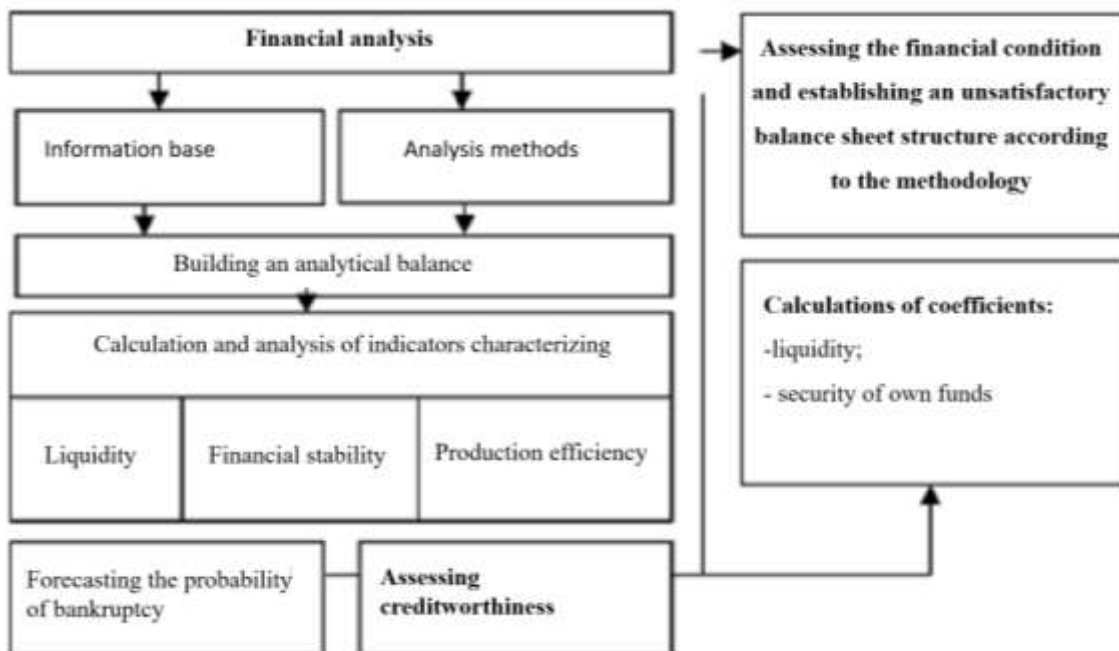 Financial analysis
Information base
Analysis methods
Building an analytical balance
Calculation and analysis of indicators characterizing
Liquidity
Financial stability
Production efficiency
Forecasting the probability
of bankruptcy
Assessing
creditworthiness
Assessing the financial condition
and establishing an unsatisfactory
balance sheet structure according
to the methodology
Calculations of coefficients:
-liquidity;
- security of own funds